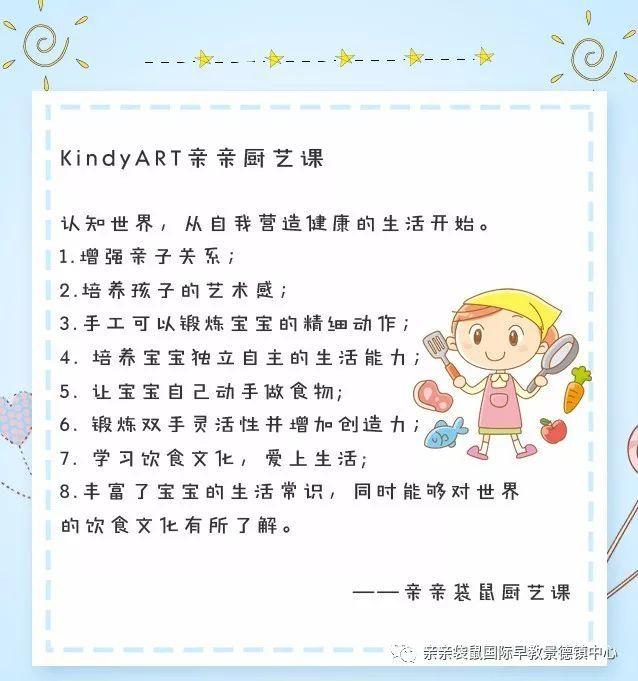 KindyART亲亲厨艺课
认知世界，从自我营造健康的生活开始。
1.增强亲子关系；
2.培养孩子的艺术感；
3.手工可以锻炼宝宝的精细动作；
4. 培养宝宝独立自主的生活能力；
5. 让宝宝自己动手做食物;
6. 锻炼双手灵活性并增加创造力；
7. 学习饮食文化，爱上生活;
8.丰富了宝宝的生活常识，同时能够对世界
的饮食文化有所了解。
——亲亲袋鼠厨艺课
亲亲袋鼠国际早教景德镇中心